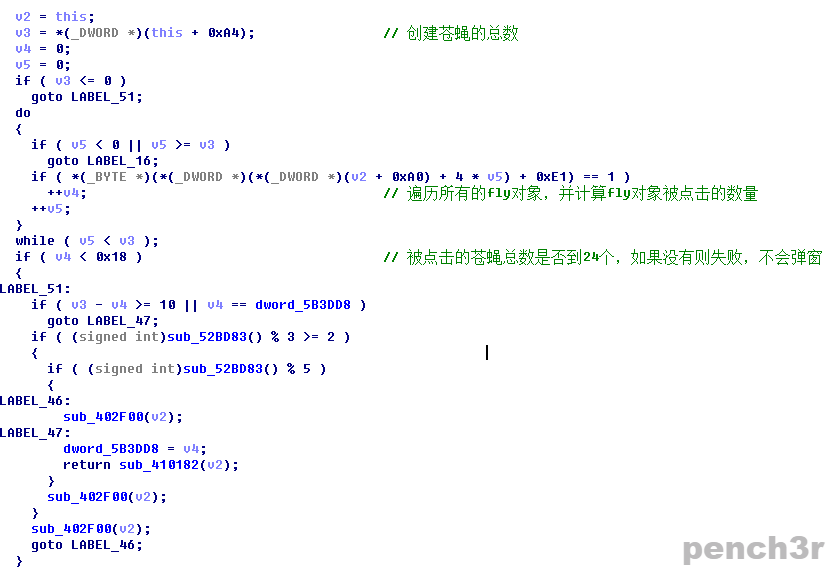 v2 = this;
v3 = *(_DWORD *)(this + 0xA4); // 创建苍蝇的总数
v4 = 0;
v5 = 0;
if ( v3 <= 0 )
goto LABEL_51;
do
{
if ( v5 < 0 || v5 >= v3 )
goto LABEL_16;
if ( *(_BYTE *)(*(_DWORD *)(*(_DWORD *)(v2 + 0xA0) + 4 * v5) + 0xE1) == 1 )
++v4; // 遍历所有的fly对象，并计算fly对象被点击的数量
++v5;
}
while ( v5 < v3 );
if ( v4 < 0x18 ) // 被点击的苍蝇总数是否到24个，如果没有则失败，不会弹窗
{
LABEL_51:
if ( v3 - v4 >= 10 || v4 == dword_5B3DD8 )
goto LABEL_47;
if ( (signed int)sub_52BD83() % 3 >= 2 )
{
if ( (signed int)sub_52BD83() % 5 )
{
LABEL_46:
sub_402F00(v2);
LABEL_47:
dword_5B3DD8 = v4;
return sub_410182(v2);
}
sub_402F00(v2);
}
sub_402F00(v2);
goto LABEL_46;
}
pench3r